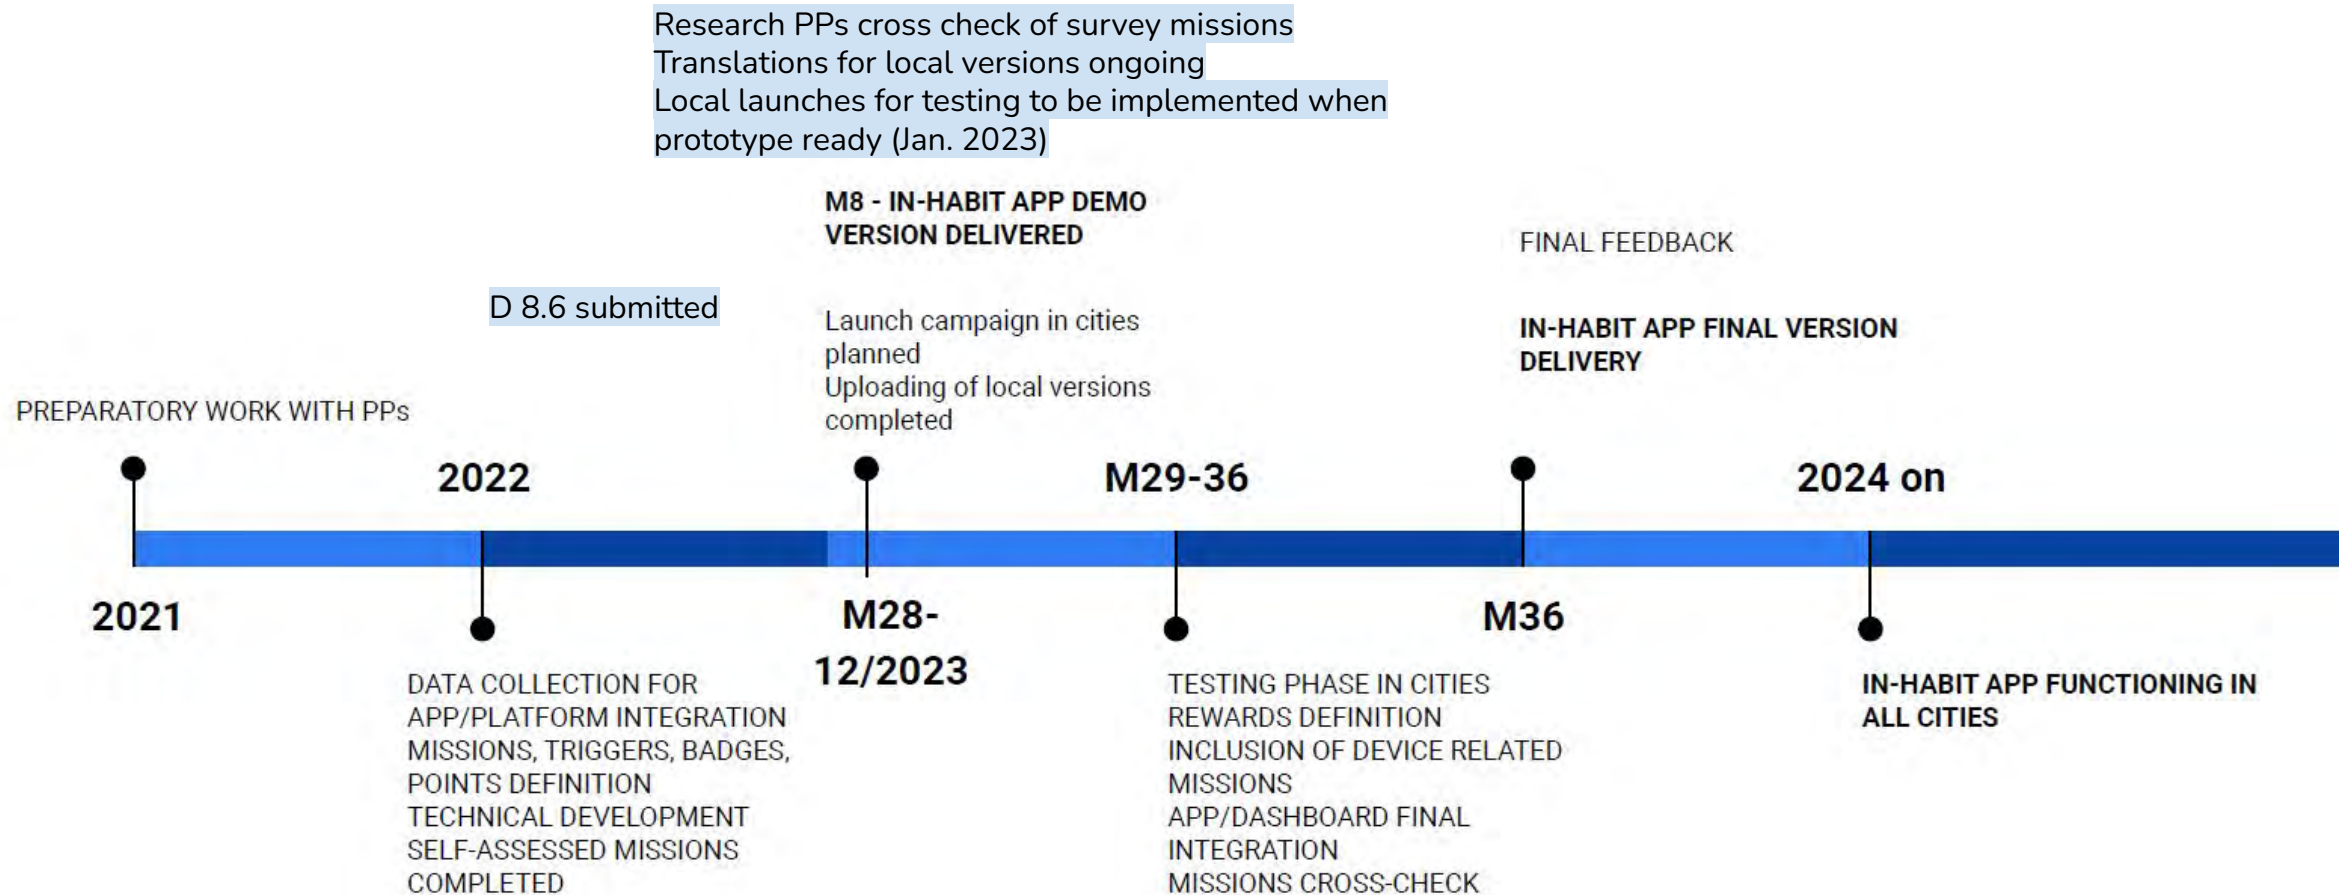 Research PPs cross check of survey missions
Translations for local versions ongoing
Local launches for testing to be implemented when
prototype ready (Jan. 2023)
M8 - IN-HABIT APP DEMO
VERSION DELIVERED
FINAL FEEDBACK
D 8.6 submitted
Launch campaign in cities
planned
Uploading of local versions
completed
IN-HABIT APP FINAL VERSION
DELIVERY
PREPARATORY WORK WITH PPs
2022
M29-36
2024 on
2021
M28-
12/2023
M36
DATA COLLECTION FOR
APP/PLATFORM INTEGRATION
MISSIONS, TRIGGERS, BADGES,
POINTS DEFINITION
TECHNICAL DEVELOPMENT
SELF-ASSESSED MISSIONS
COMPLETED
TESTING PHASE IN CITIES
REWARDS DEFINITION
INCLUSION OF DEVICE RELATED
MISSIONS
APP/DASHBOARD FINAL
INTEGRATION
MISSIONS CROSS-CHECK
IN-HABIT APP FUNCTIONING IN
ALL CITIES